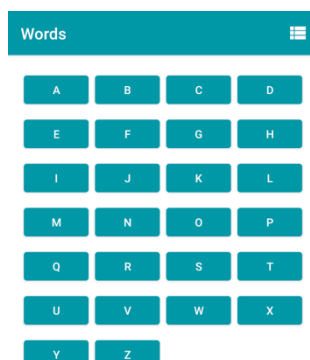 Words
A B C D
E F G H
I J K L
M N O P
Q R S T
U V W X
Y Z